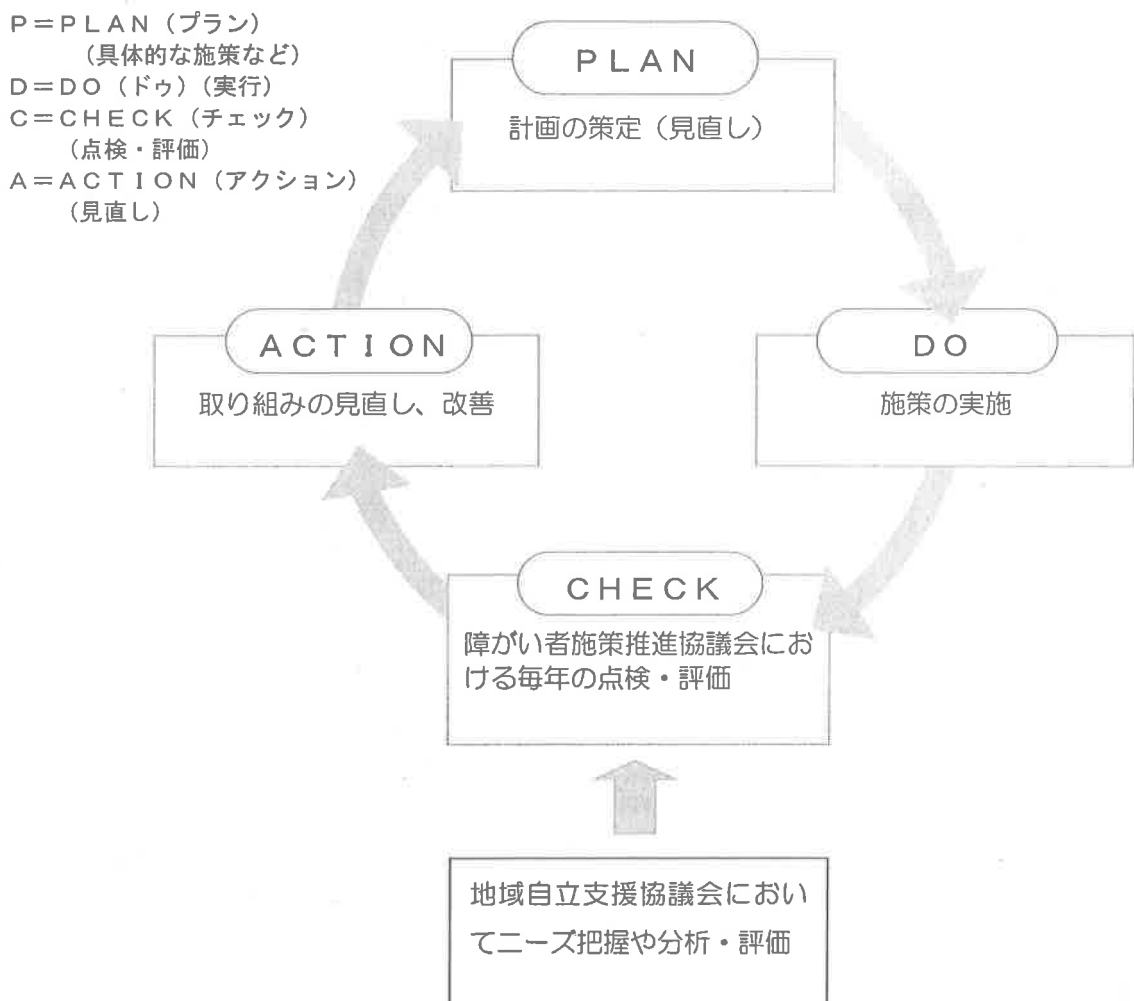 P＝PLAN（プラン）
（具体的な施策など）
D＝DO（ドゥ）（実行）
C＝CHECK（チェック）
（点検・評価）
A＝ACTION（アクション）
（見直し）
PLAN
計画の策定（見直し）
ACTION
取り組みの見直し、改善
DO
施策の実施
CHECK
障がい者施策推進協議会にお
ける毎年の点検・評価
地域自立支援協議会におい
てニーズ把握や分析・評価